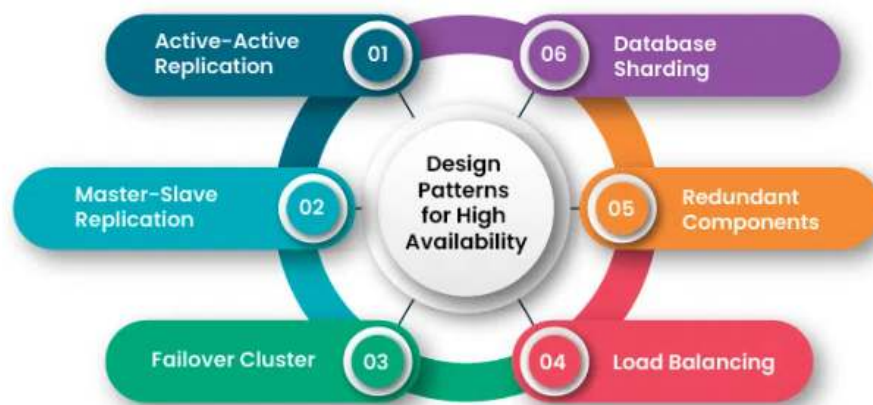 Design
Patterns
for High
Availability
01
Active-Active
Replication
02
Master-Slave
Replication
03
Failover Cluster
04
Load Balancing
05
Redundant
Components
06
Database
Sharding